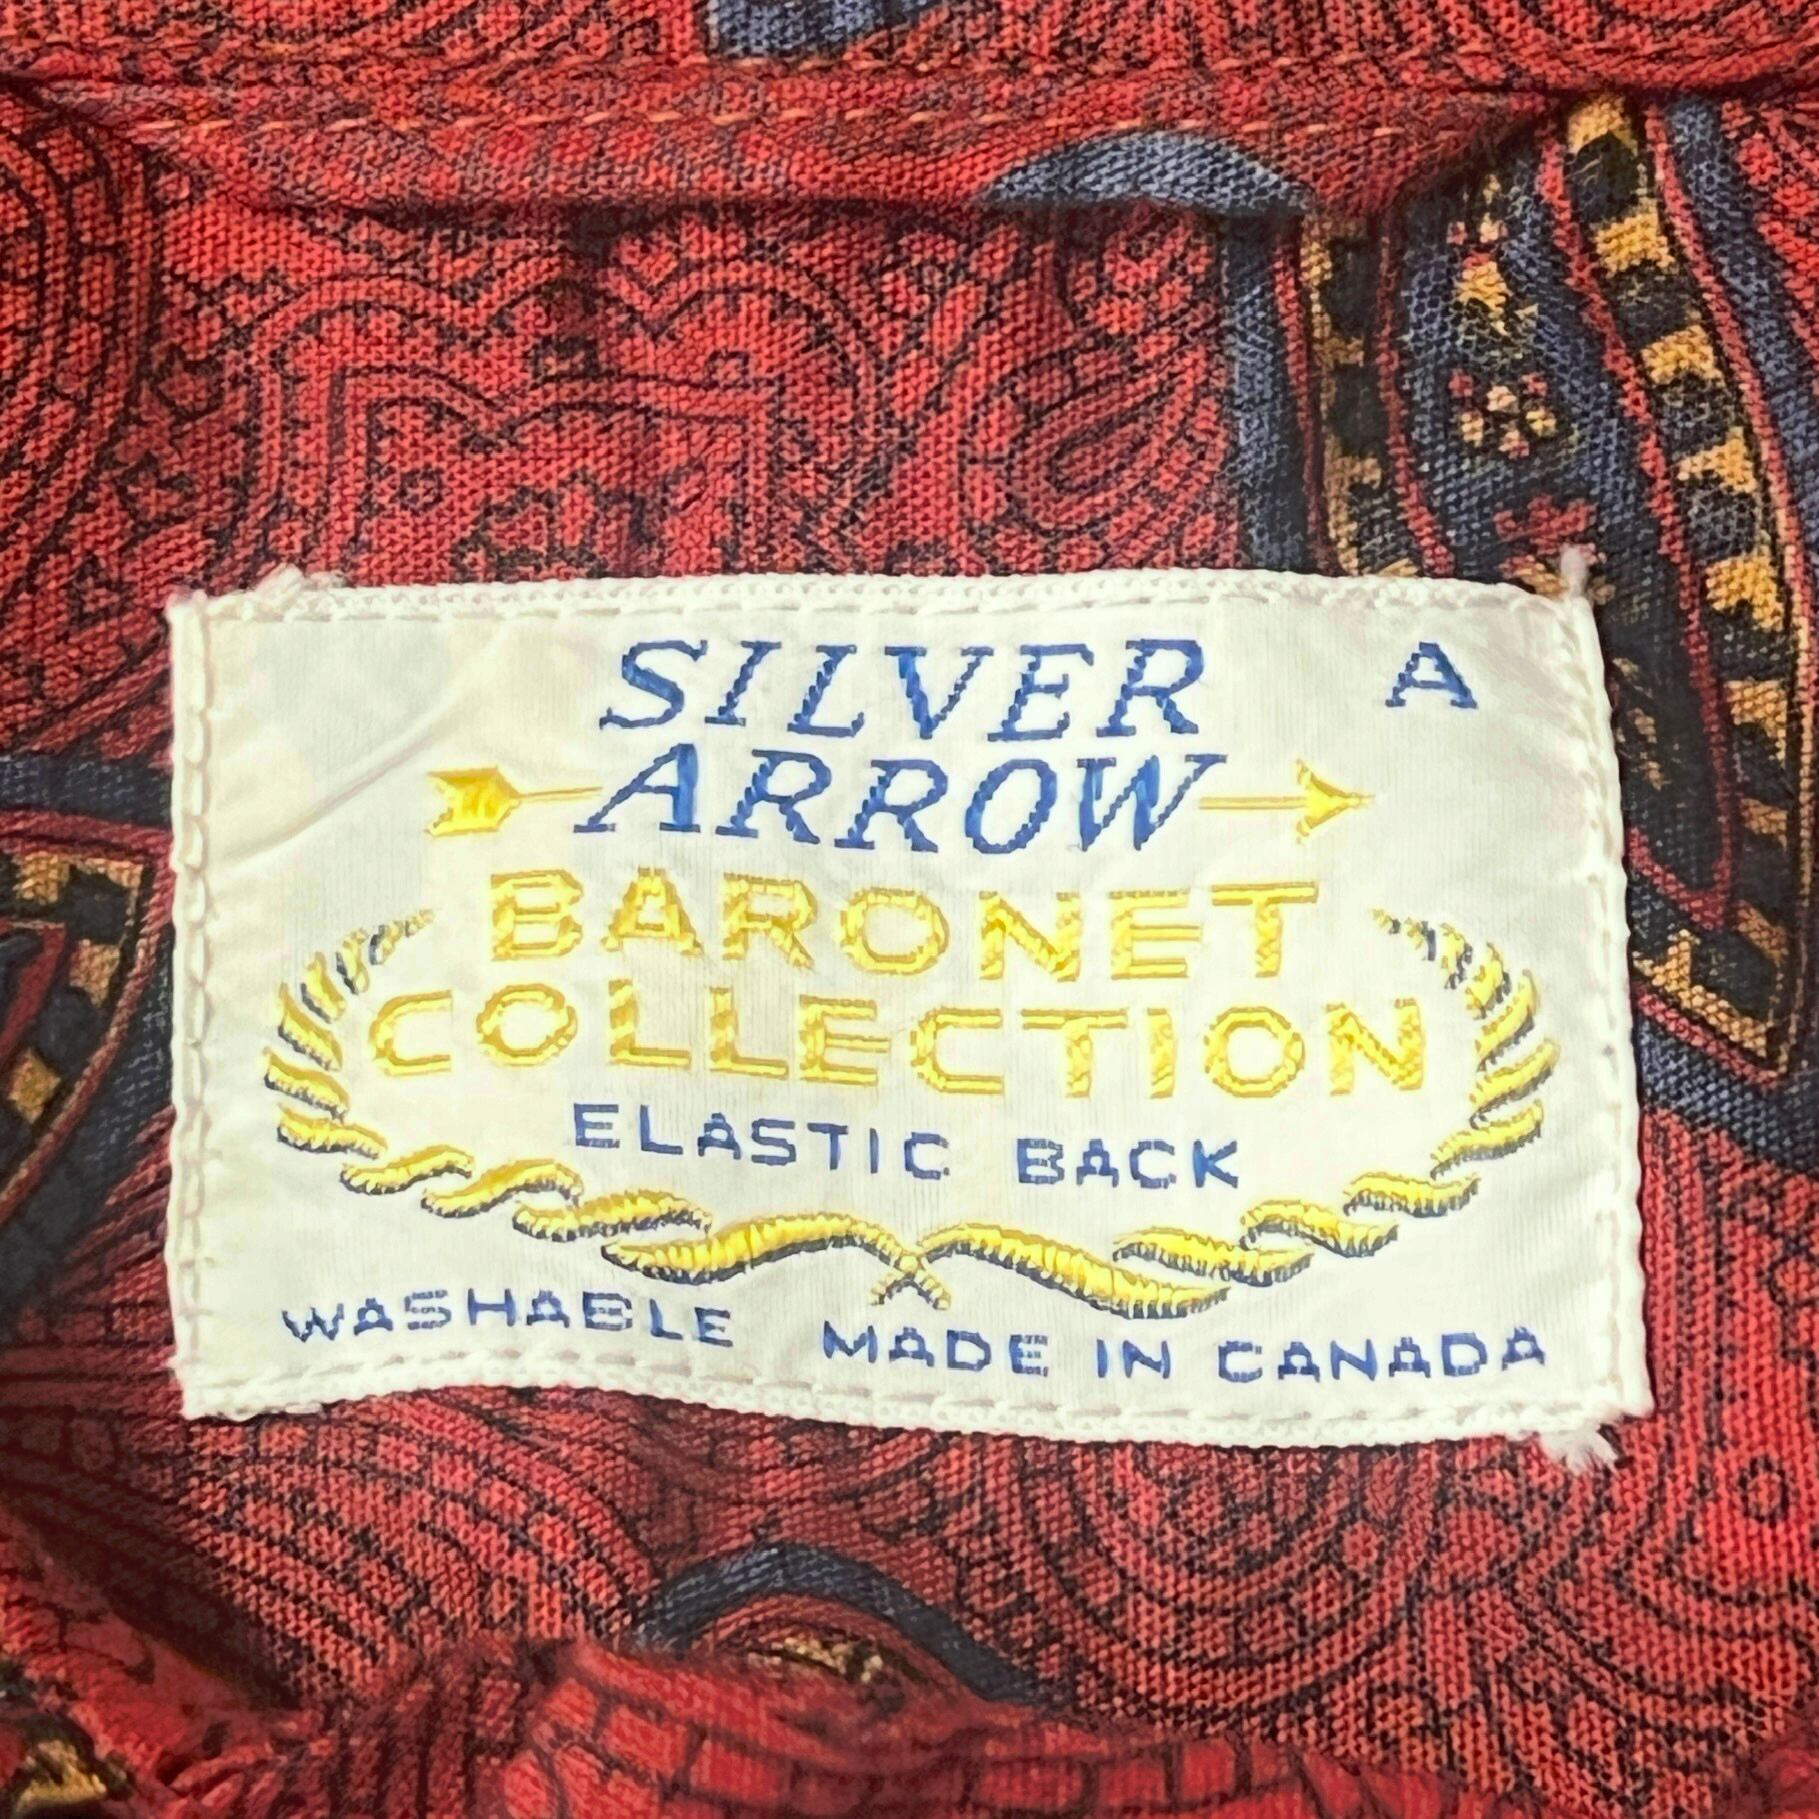 SILVER A
ARROW
BARONET
COLLECTION
ELASTIC BACK
WASHABLE MADE IN CANADA